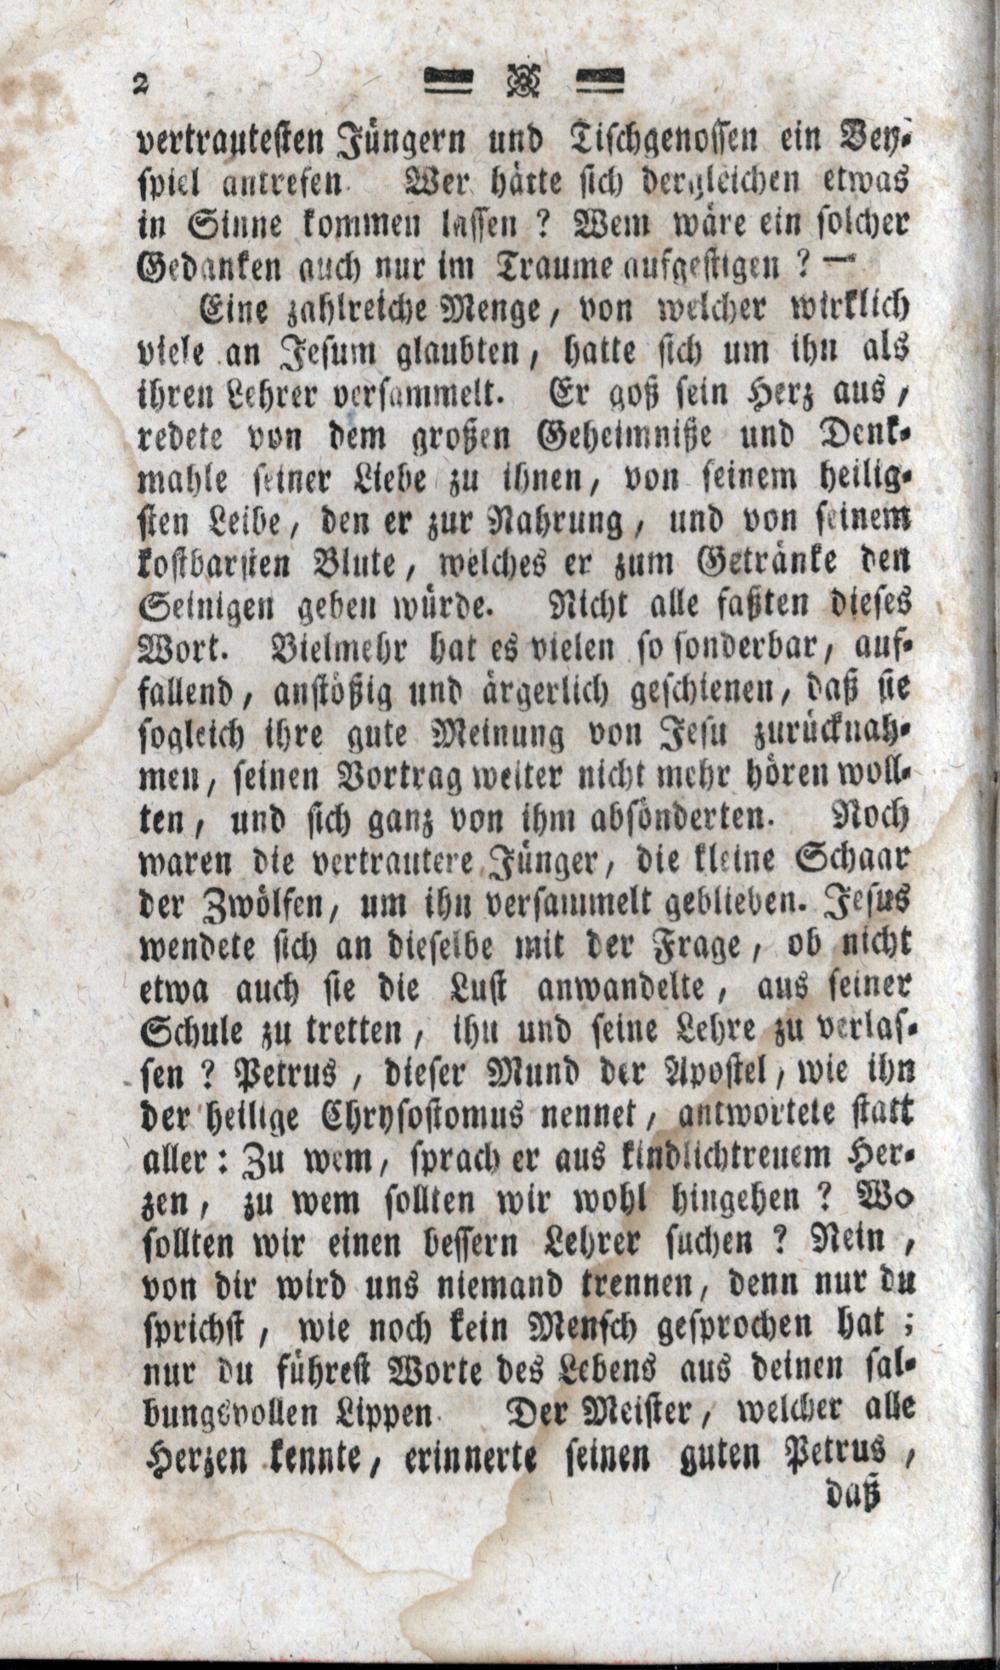 2
vertrautesten Jüngern und Tischgenossen ein Bey-
spiel antrefen. Wer hätte sich dergleichen etwas
in Sinne kommen lassen ? Wem wäre ein solcher
Gedanken auch nur im Traume aufgestigen ? —
Eine zahlreiche Menge, von welcher wirklich
viele an Jesum glaubten, hatte sich um ihn als
ihren Lehrer versammelt. Er goß sein Herz aus,
redete von dem großen Geheimniße und Denk-
mahle seiner Liebe zu ihnen, von seinem heilig-
sten Leibe, den er zur Nahrung, und von seinem
kostbarsten Blute, welches er zum Getränke den
Seinigen geben würde. Nicht alle faßten dieses
Wort. Vielmehr hat es vielen so sonderbar, auf-
fallend, anstößig und ärgerlich geschienen, daß sie
sogleich ihre gute Meinung von Jesu zurücknah-
men, seinen Vortrag weiter nicht mehr hören woll-
ten, und sich ganz von ihm absönderten. Noch
waren die vertrautere Jünger, die kleine Schaar
der Zwölfen, um ihn versammelt geblieben. Jesus
wendete sich an dieselbe mit der Frage, ob nicht
etwa auch sie die Lust anwandelte, aus seiner
Schule zu tretten, ihn und seine Lehre zu verlas-
sen ? Petrus, dieser Mund der Apostel, wie ihn
der heilige Chrysostomus nennet, antwortete statt
aller : Zu wem, sprach er aus kindlichtreuem Her-
zen, zu wem sollten wir wohl hingehen ? Wo
sollten wir einen bessern Lehrer suchen ? Nein,
von dir wird uns niemand trennen, denn nur du
sprichst, wie noch kein Mensch gesprochen hat ;
nur du führest Worte des Lebens aus deinen sal-
bungsvollen Lippen. Der Meister, welcher alle
Herzen kennte, erinnerte seinen guten Petrus,
daß